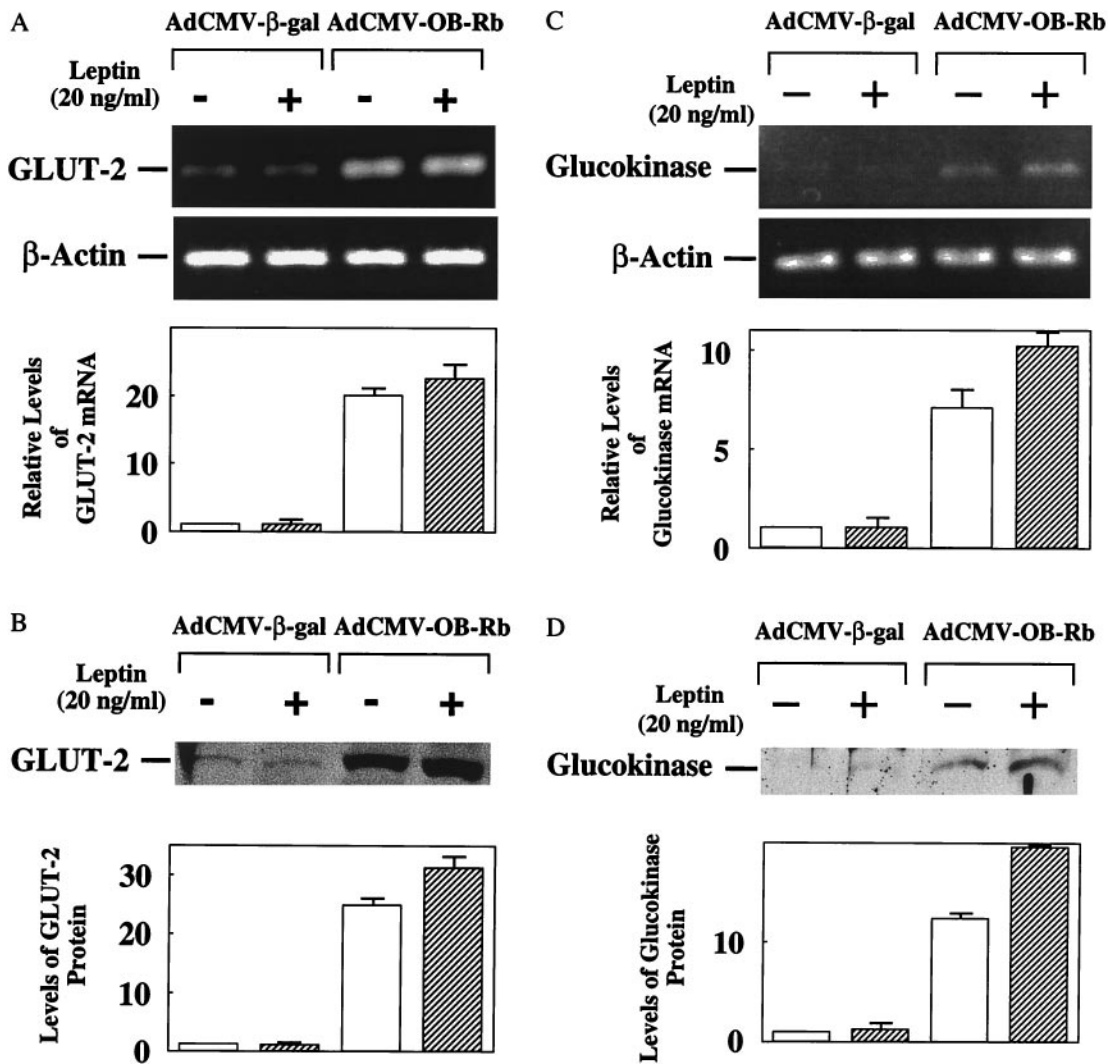 A
AdCMV-β-gal AdCMV-OB-Rb
Leptin
(20 ng/ml)
- + - +
GLUT-2
β-Actin
Relative Levels
of
GLUT-2 mRNA
20
10
0
B
AdCMV-β-gal AdCMV-OB-Rb
Leptin
(20 ng/ml)
- + - +
GLUT-2
Levels of GLUT-2
Protein
30
20
10
0
C
AdCMV-β-gal AdCMV-OB-Rb
Leptin
(20 ng/ml)
— + — +
Glucokinase
β-Actin
Relative Levels
of
Glucokinase mRNA
10
5
0
D
AdCMV-β-gal AdCMV-OB-Rb
Leptin
(20 ng/ml)
— + — +
Glucokinase
Levels of Glucokinase
Protein
10
0